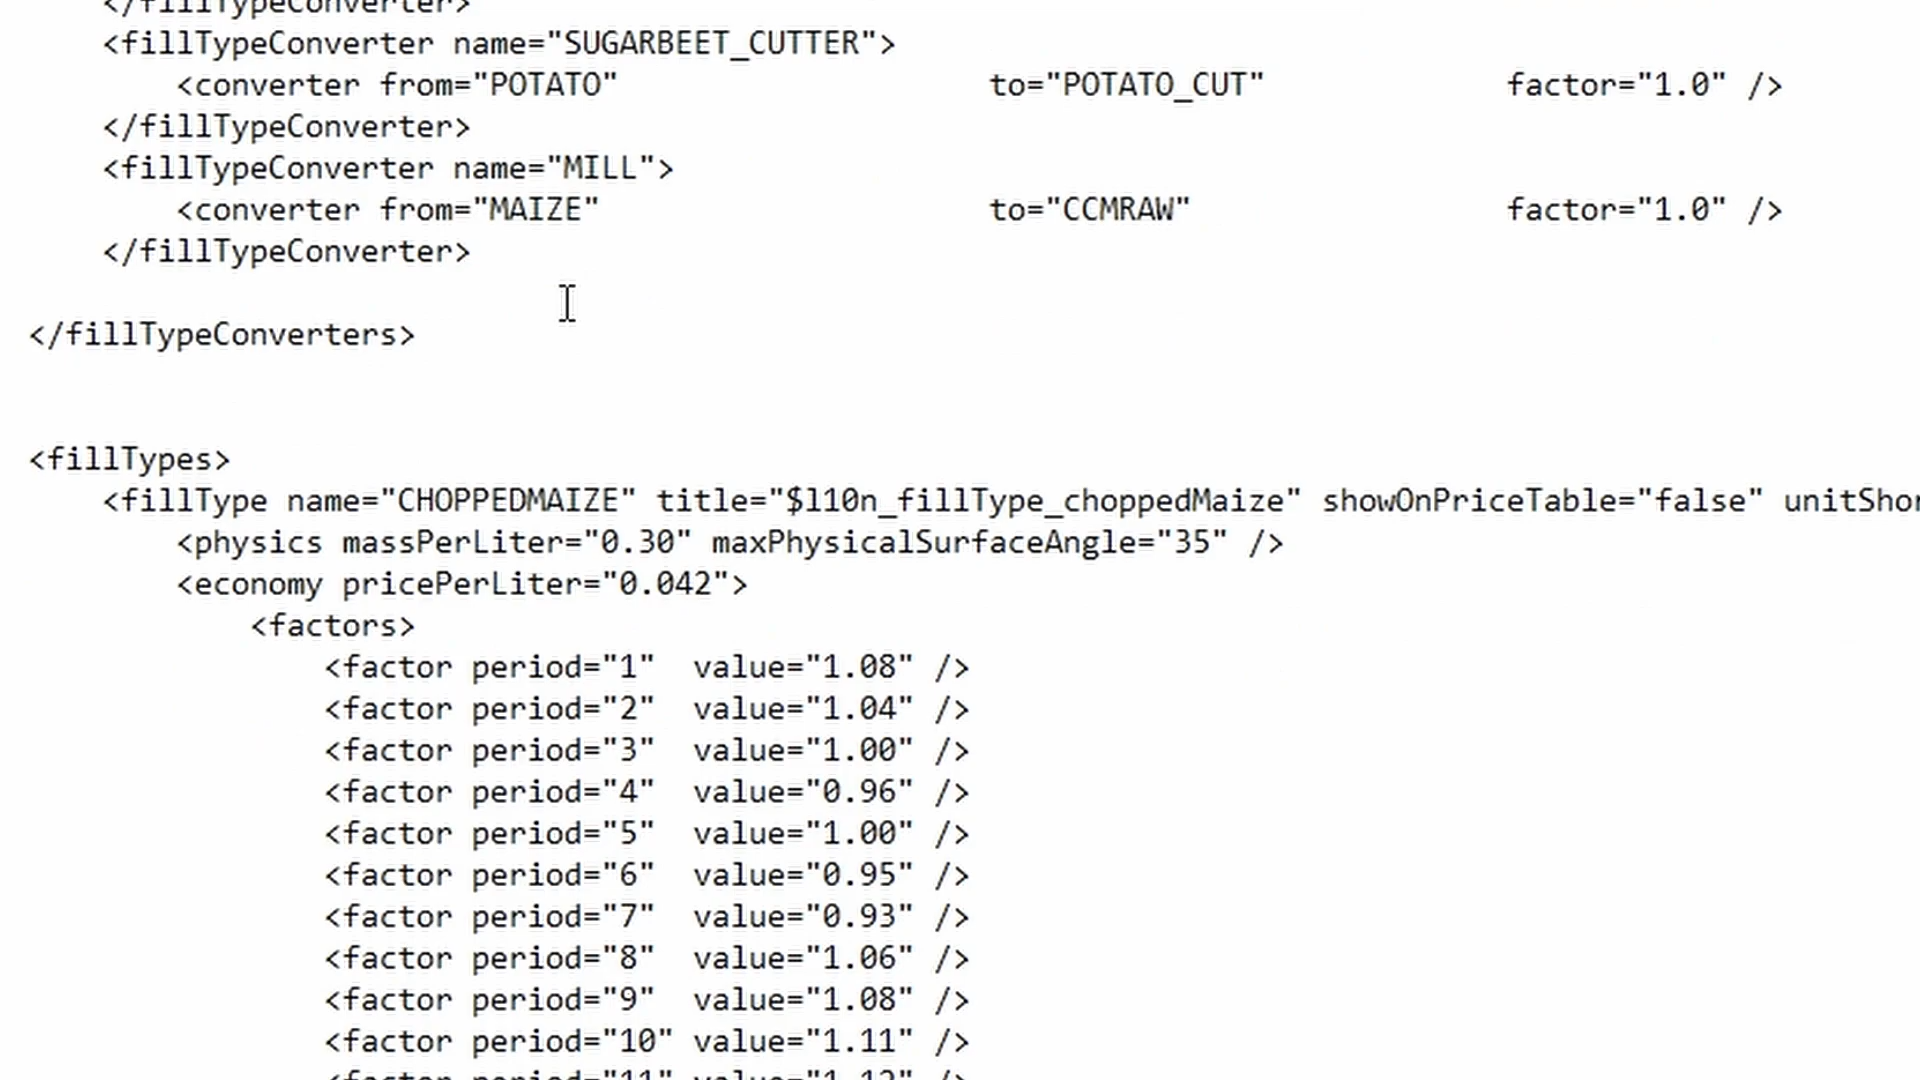 </fillTypeConverter>
<fillTypeConverter name="SUGARBEET_CUTTER">
<converter from="POTATO" to="POTATO_CUT" factor="1.0" />
</fillTypeConverter>
<fillTypeConverter name="MILL">
<converter from="MAIZE" to="CCMRAW" factor="1.0" />
</fillTypeConverter>
</fillTypeConverters>
<fillTypes>
<fillType name="CHOPPEDMAIZE" title="$l10n_fillType_choppedMaize" showOnPriceTable="false" unitShor
<physics massPerLiter="0.30" maxPhysicalSurfaceAngle="35" />
<economy pricePerLiter="0.042">
<factors>
<factor period="1" value="1.08" />
<factor period="2" value="1.04" />
<factor period="3" value="1.00" />
<factor period="4" value="0.96" />
<factor period="5" value="1.00" />
<factor period="6" value="0.95" />
<factor period="7" value="0.93" />
<factor period="8" value="1.06" />
<factor period="9" value="1.08" />
<factor period="10" value="1.11" />
<factor period="11"